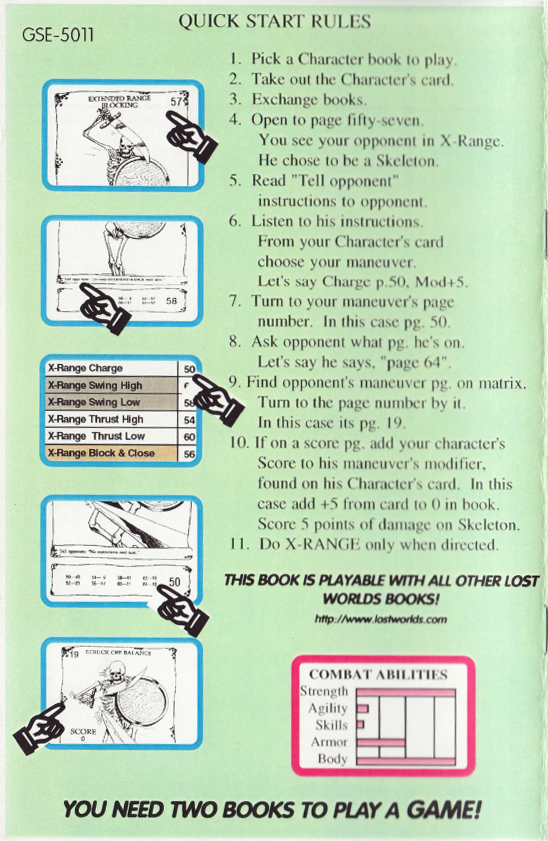 QUICK START RULES
GSE-5011
1. Pick a Character book to play.
2. Take out the Character's card.
3. Exchange books.
4. Open to page fifty-seven.
You see your opponent in X-Range.
He chose to be a Skeleton.
5. Read "Tell opponent"
instructions to opponent.
6. Listen to his instructions.
From your Character's card
choose your maneuver.
Let's say Charge p.50, Mod+5.
7. Turn to your maneuver's page
number. In this case pg. 50.
8. Ask opponent what pg. he's on.
Let's say he says, "page 64".
9. Find opponent's maneuver pg. on matrix.
Turn to the page number by it.
In this case its pg. 19.
10. If on a score pg. add your character's
Score to his maneuver's modifier,
found on his Character's card. In this
case add +5 from card to 0 in book.
Score 5 points of damage on Skeleton.
11. Do X-RANGE only when directed.
EXTENDED RANGE
BLOCKING
57
58
X-Range Charge 50
X-Range Swing High
X-Range Swing Low 58
X-Range Thrust High 54
X-Range Thrust Low 60
X-Range Block & Close 56
Tell opponent: "No instructions next turn."
50
19 STRUCK OFF BALANCE
SCORE
0
THIS BOOK IS PLAYABLE WITH ALL OTHER LOST
WORLDS BOOKS!
http://www.lostworlds.com
COMBAT ABILITIES
Strength
Agility
Skills
Armor
Body
YOU NEED TWO BOOKS TO PLAY A GAME!